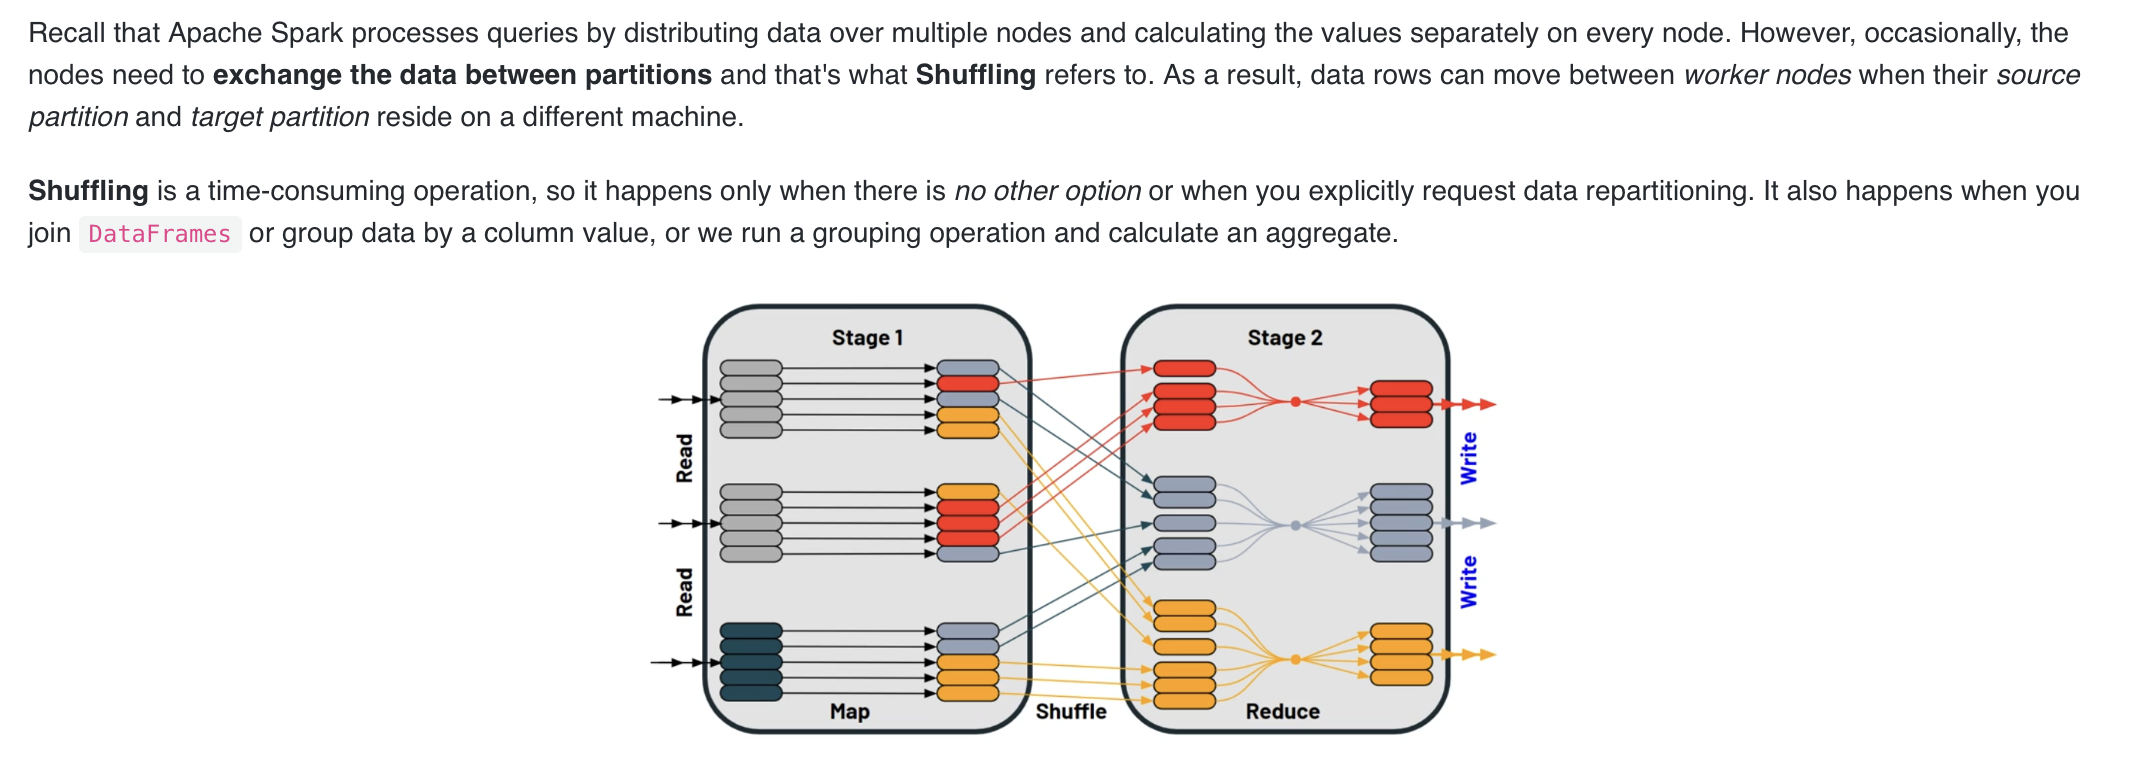 Recall that Apache Spark processes queries by distributing data over multiple nodes and calculating the values separately on every node. However, occasionally, the
nodes need to exchange the data between partitions and that's what Shuffling refers to. As a result, data rows can move between worker nodes when their source
partition and target partition reside on a different machine.
Shuffling is a time-consuming operation, so it happens only when there is no other option or when you explicitly request data repartitioning. It also happens when you
join DataFrames or group data by a column value, or we run a grouping operation and calculate an aggregate.
Stage 1
Stage 2
Read
Write
Read
Write
Map
Shuffle
Reduce